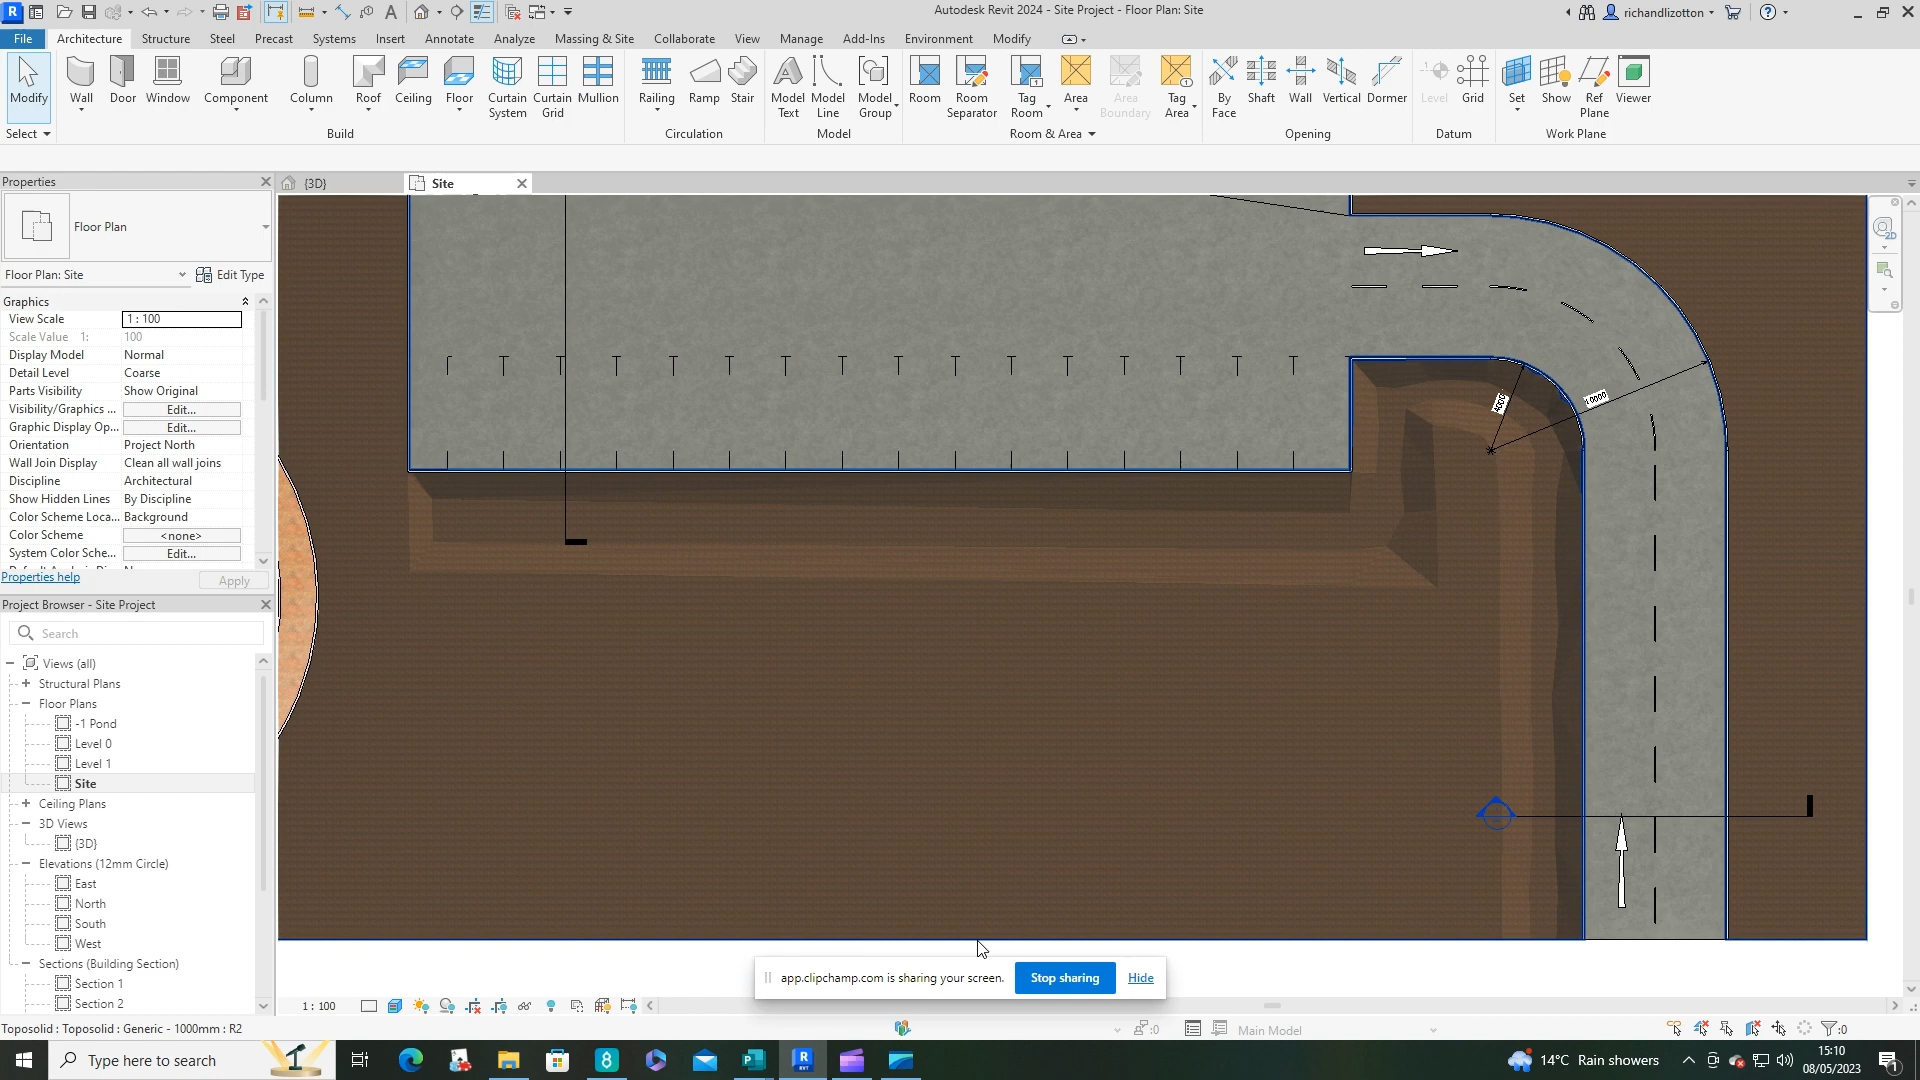 Autodesk Revit 2024 - Site Project - Floor Plan: Site
richandlizotton
File Architecture Structure Steel Precast Systems Insert Annotate Analyze Massing & Site Collaborate View Manage Add-Ins Environment Modify
Modify Wall Door Window Component Column Roof Ceiling Floor Curtain System Curtain Grid Mullion Railing Ramp Stair Model Text Model Line Model Group Room Room Separator Tag Room Area Area Boundary Tag Area By Face Shaft Wall Vertical Dormer Level Grid Set Show Ref Plane Viewer
Select Build Circulation Model Room & Area Opening Datum Work Plane
Properties
{3D}
Site
Floor Plan
Floor Plan: Site
Edit Type
Graphics
View Scale 1 : 100
Scale Value 1: 100
Display Model Normal
Detail Level Coarse
Parts Visibility Show Original
Visibility/Graphics ... Edit...
Graphic Display Op... Edit...
Orientation Project North
Wall Join Display Clean all wall joins
Discipline Architectural
Show Hidden Lines By Discipline
Color Scheme Loca... Background
Color Scheme <none>
System Color Sche... Edit...
Properties help
Apply
10000
Project Browser - Site Project
Search
Views (all)
Structural Plans
Floor Plans
-1 Pond
Level 0
Level 1
Site
Ceiling Plans
3D Views
{3D}
Elevations (12mm Circle)
East
North
South
West
Sections (Building Section)
Section 1
Section 2
app.clipchamp.com is sharing your screen. Stop sharing Hide
1 : 100
Toposolid : Toposolid : Generic - 1000mm : R2
:0
Main Model
:0
Type here to search
14°C Rain showers
15:10
08/05/2023
1